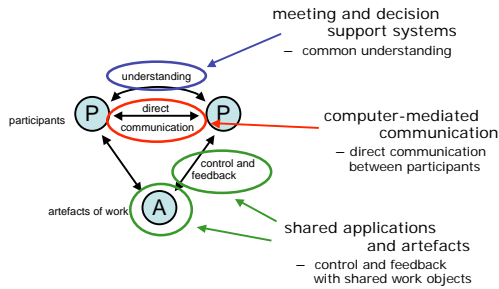 meeting and decision
support systems
– common understanding
understanding
P
direct
P
participants
communication
computer-mediated
communication
– direct communication
between participants
control and
feedback
artefacts of work
A
shared applications
and artefacts
– control and feedback
with shared work objects